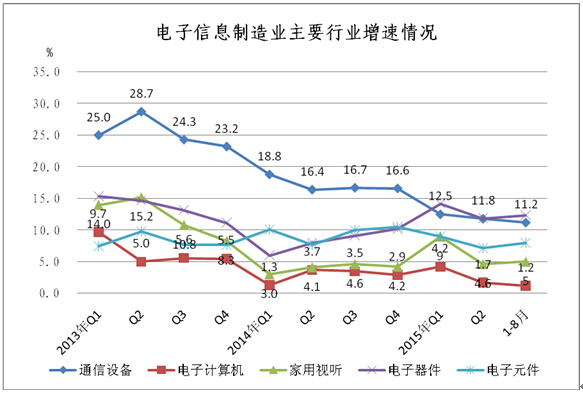 电子信息制造业主要行业增速情况
%
35.0
30.0
25.0
20.0
15.0
10.0
5.0
0.0
25.0 28.7 24.3 23.2 18.8 16.4 16.7 16.6 12.5 11.8 11.2
9.7 5.0 5.6 5.5 1.3 3.7 3.5 2.9 4.2 1.7 1.2
14.0 15.2 10.8 8.3 3.0 4.1 4.6 4.2 9 4.6 5
2013年Q1 Q2 Q3 Q4 2014年Q1 Q2 Q3 Q4 2015年Q1 Q2 1-8月
通信设备 电子计算机 家用视听 电子器件 电子元件